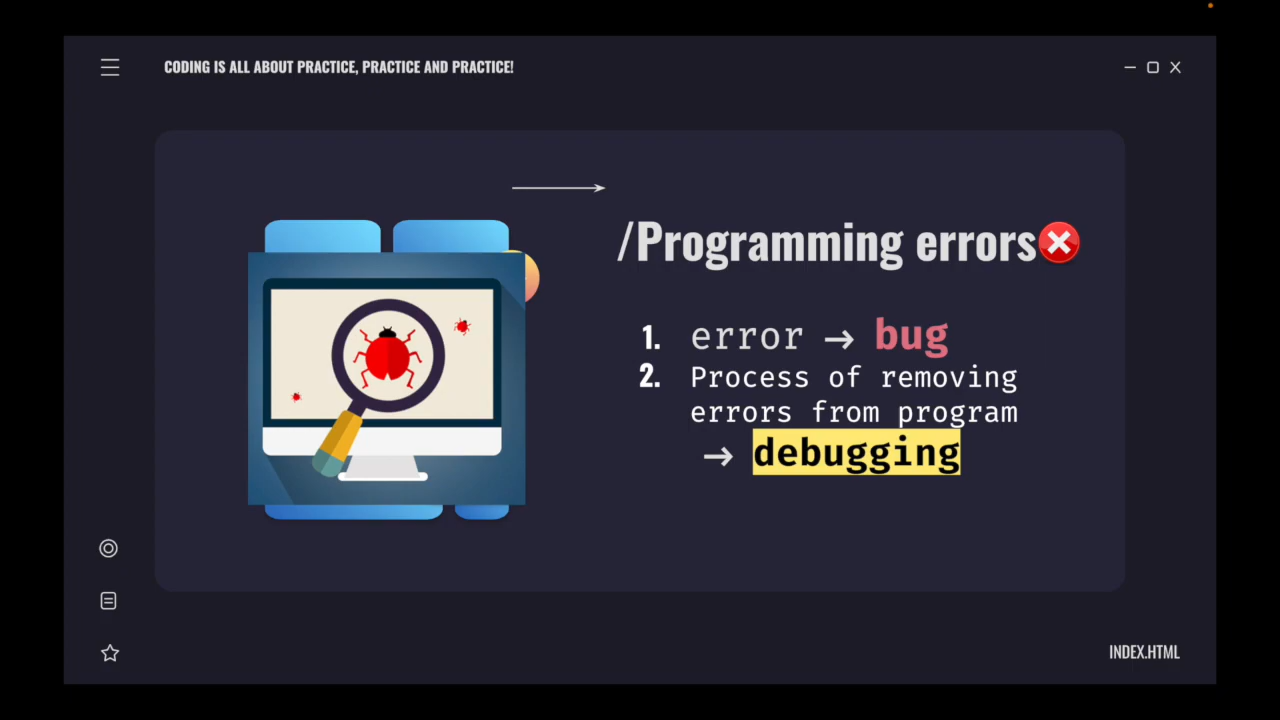 CODING IS ALL ABOUT PRACTICE, PRACTICE AND PRACTICE!
/Programming errors❌
1. error → bug
2. Process of removing
errors from program
→ debugging
INDEX.HTML